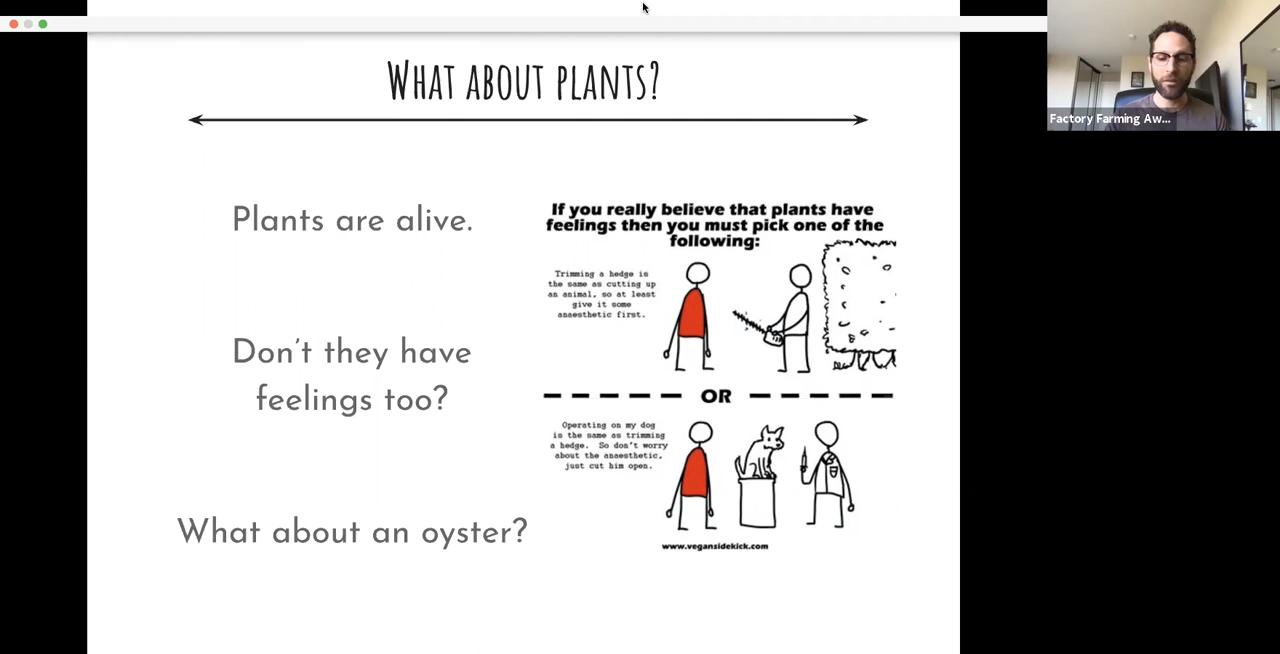 What about plants?
Factory Farming Aw...
Plants are alive.
Don't they have
feelings too?
What about an oyster?
If you really believe that plants have
feelings then you must pick one of the
following:
Trimming a hedge is
the same as cutting up
an animal, so at least
give it some
anaesthetic first.
OR
Operating on my dog
is the same as trimming
a hedge. So don't worry
about the anaesthetic,
just cut him open.
www.vegansidekick.com